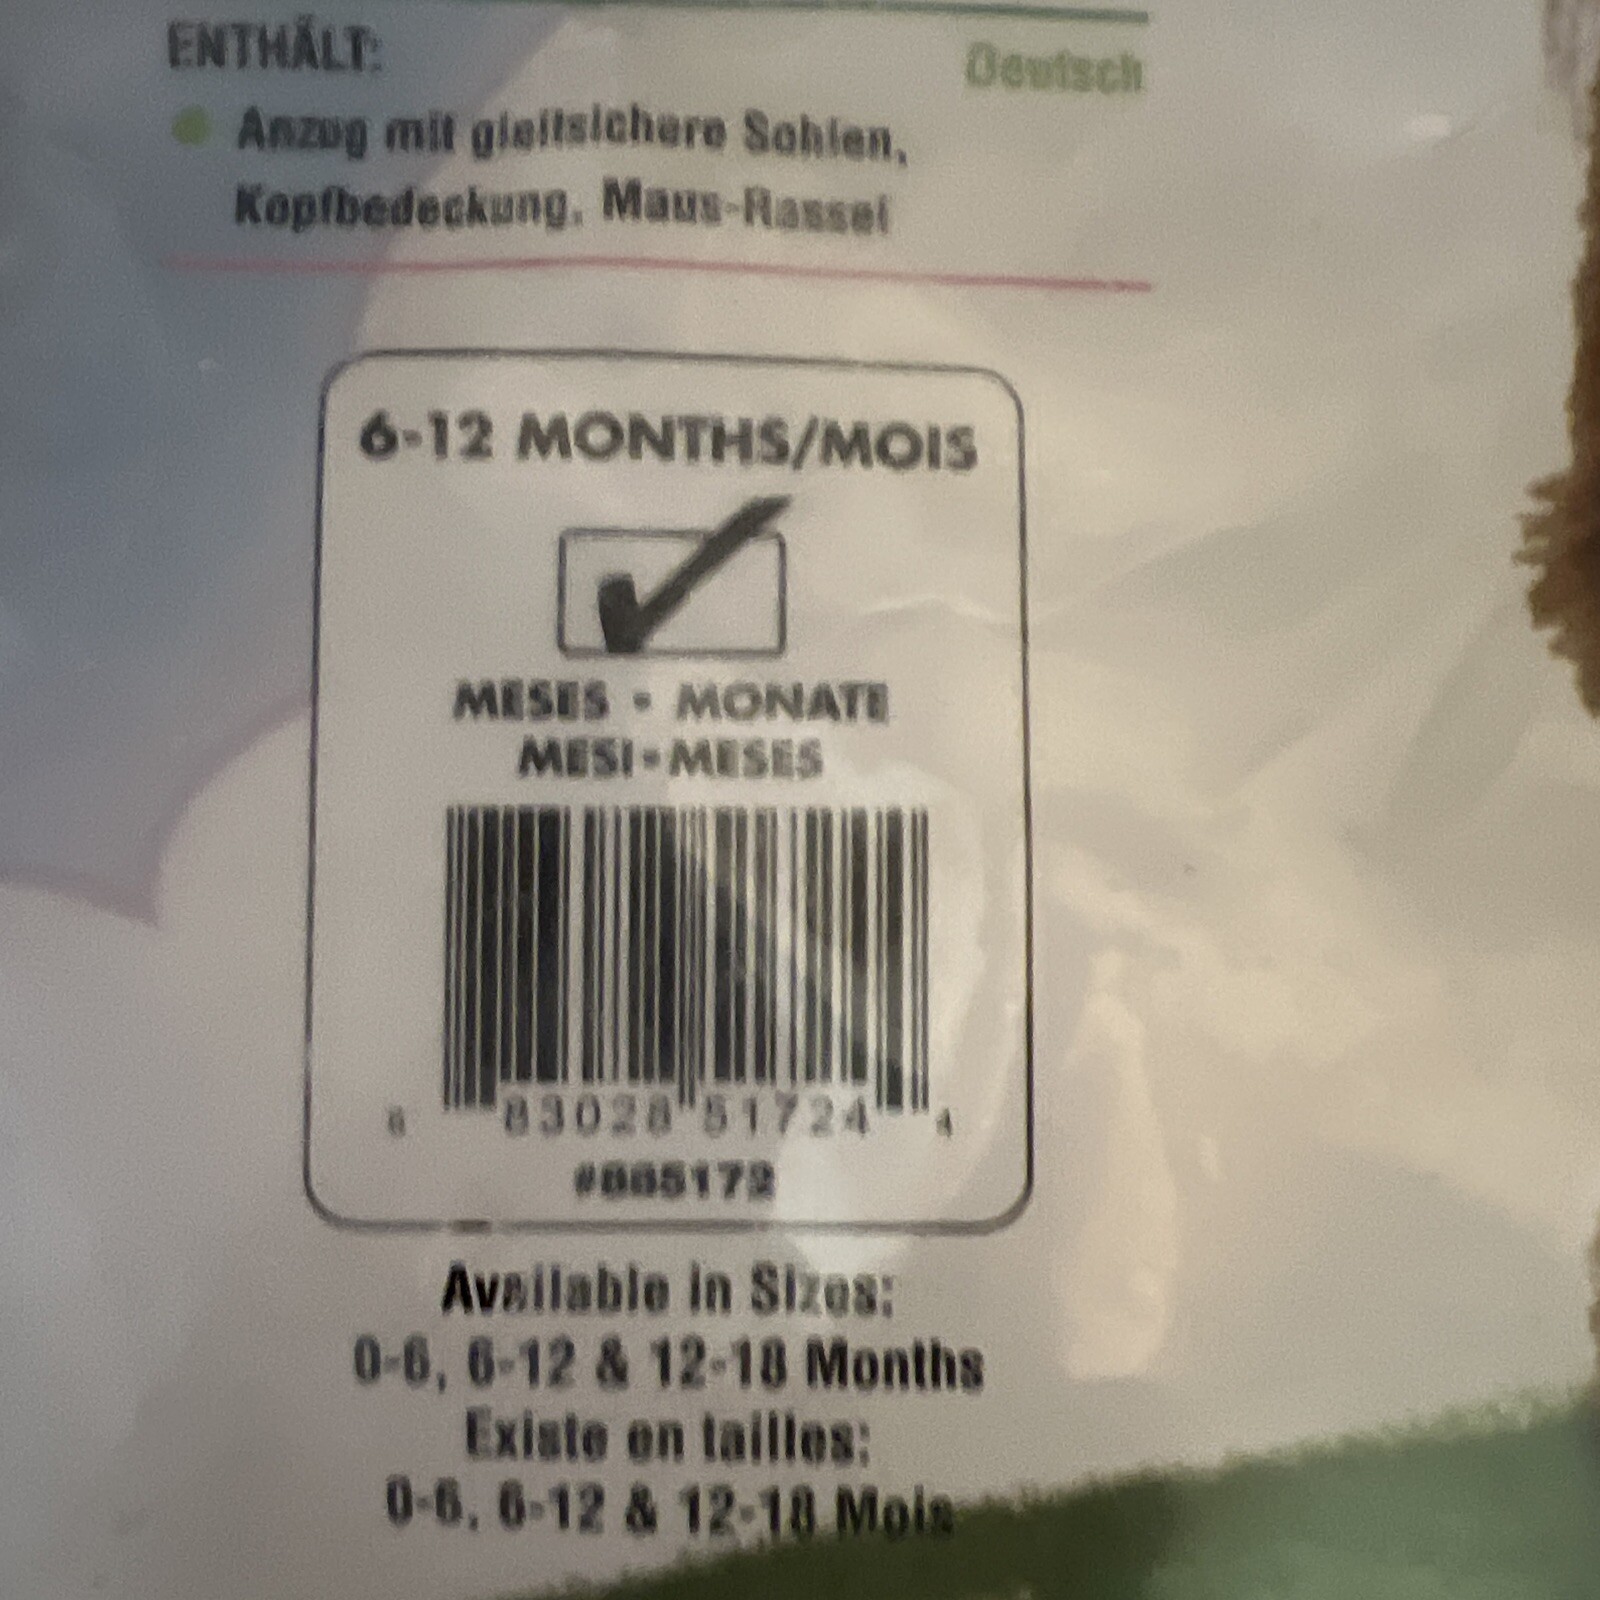 ENTHÄLT:
Deutsch
Anzug mit gleitsichere Sohlen,
Kopfbedeckung, Maus-Rassel
6-12 MONTHS/MOIS
MESES • MONATE
MESI • MESES
83028 51724 4
Available in Sizes:
0-6, 6-12 & 12-18 Months
Existe en tailles:
0-6, 6-12 & 12-18 Mois